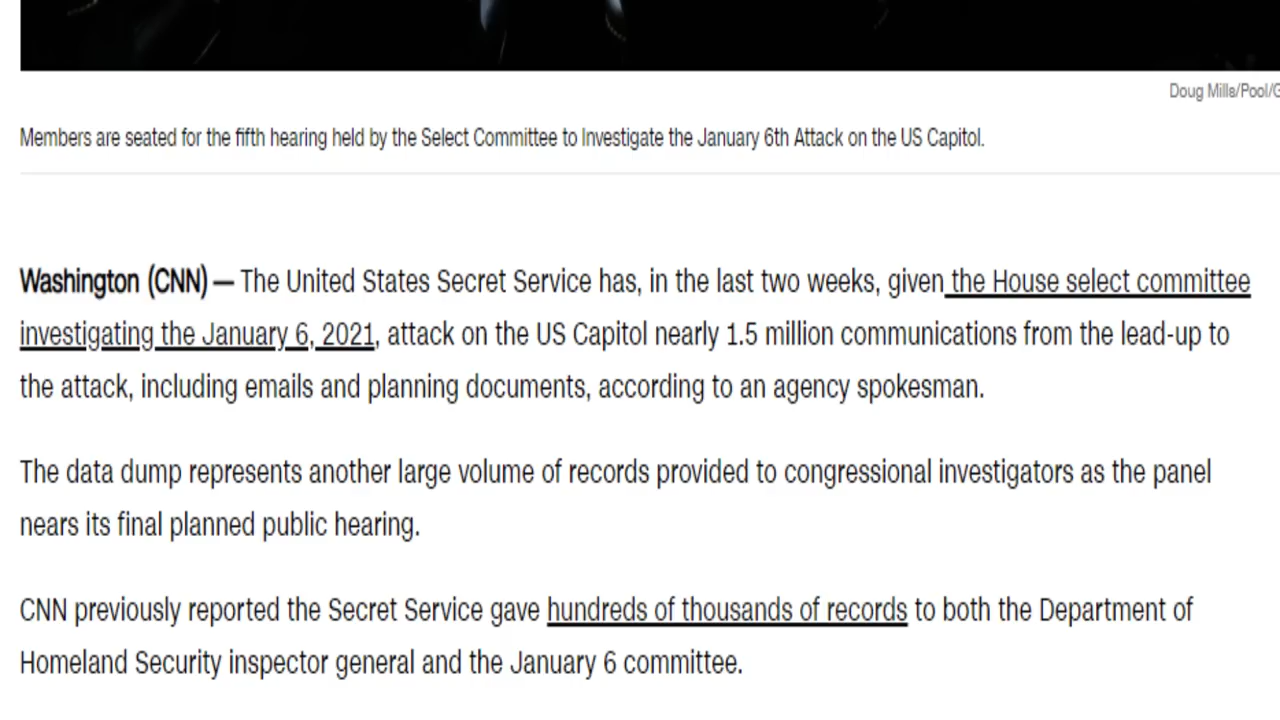 Doug Mills/Pool/G
Members are seated for the fifth hearing held by the Select Committee to Investigate the January 6th Attack on the US Capitol.
Washington (CNN) — The United States Secret Service has, in the last two weeks, given the House select committee
investigating the January 6, 2021, attack on the US Capitol nearly 1.5 million communications from the lead-up to
the attack, including emails and planning documents, according to an agency spokesman.
The data dump represents another large volume of records provided to congressional investigators as the panel
nears its final planned public hearing.
CNN previously reported the Secret Service gave hundreds of thousands of records to both the Department of
Homeland Security inspector general and the January 6 committee.